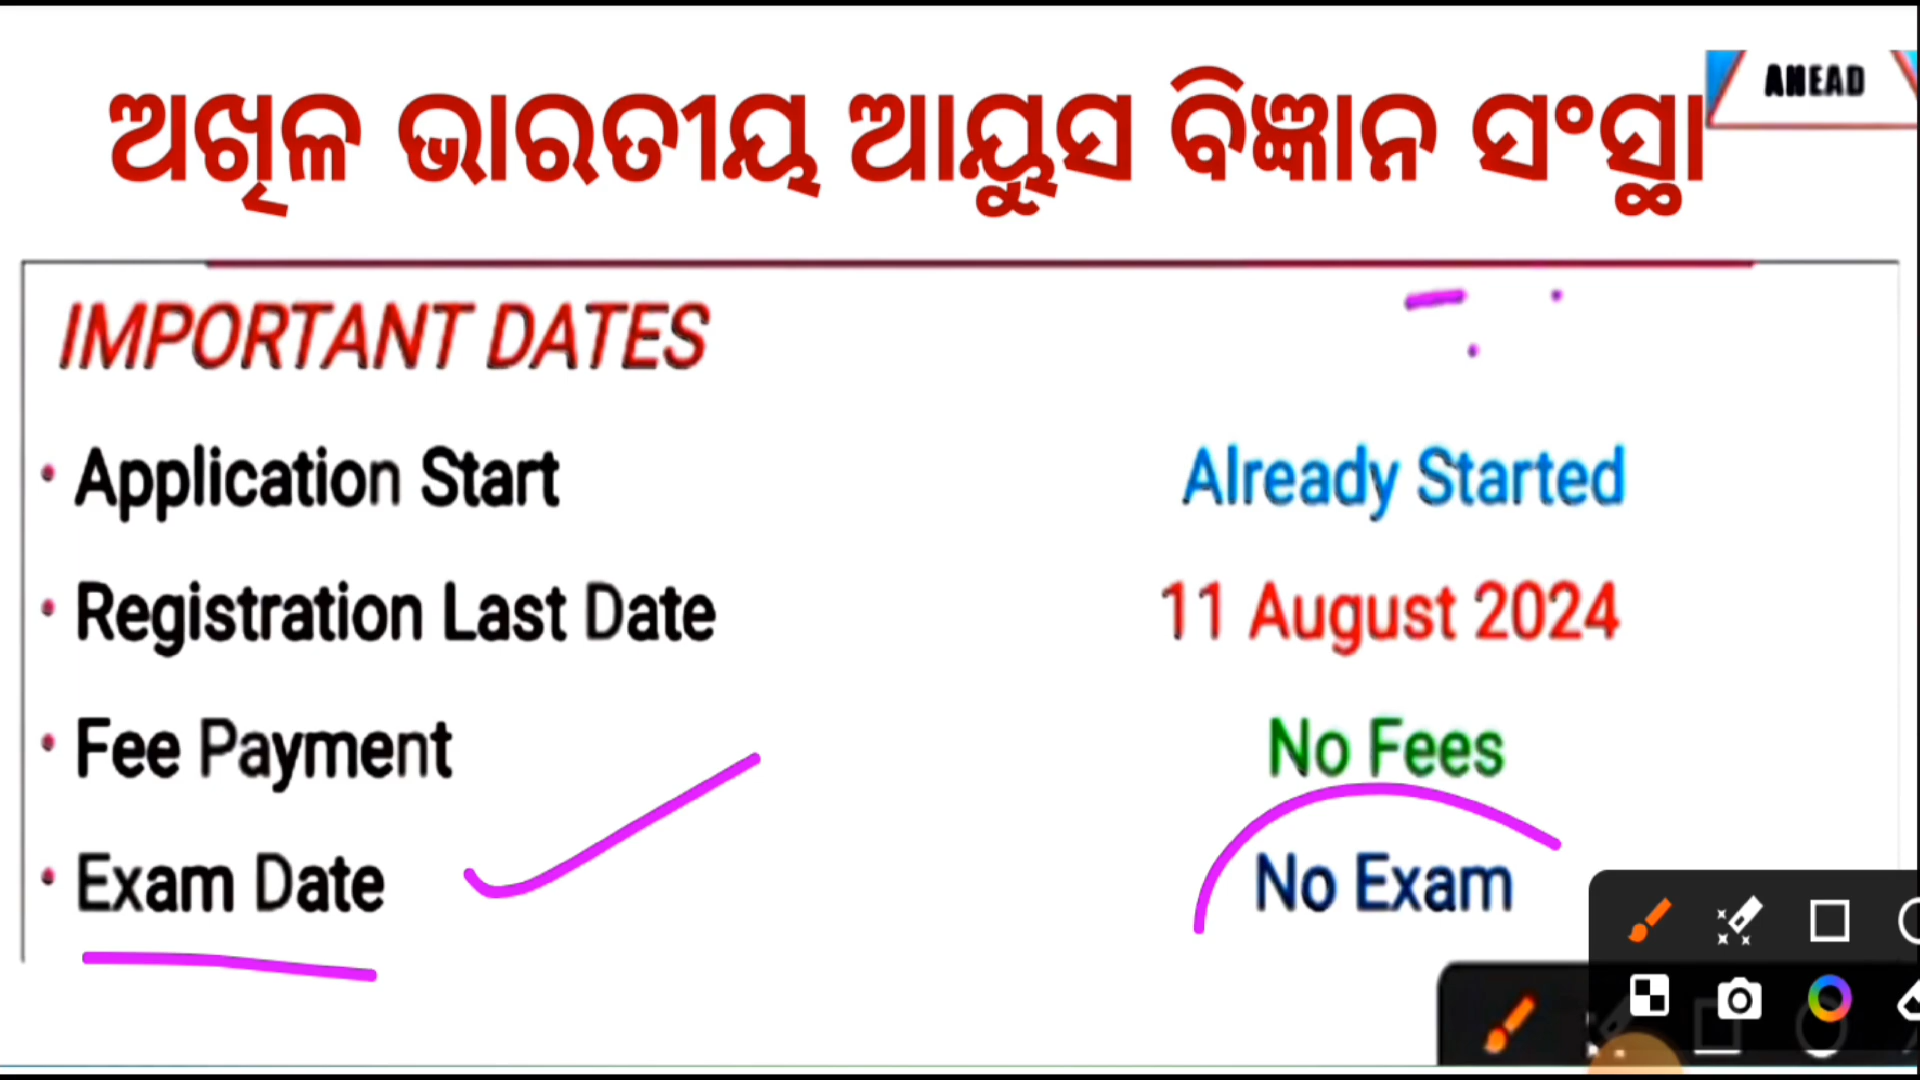 ଅଖିଳ ଭାରତୀୟ ଆୟୁସ ବିଜ୍ଞାନ ସଂସ୍ଥା
AHEAD
IMPORTANT DATES
• Application Start Already Started
• Registration Last Date 11 August 2024
• Fee Payment No Fees
• Exam Date No Exam